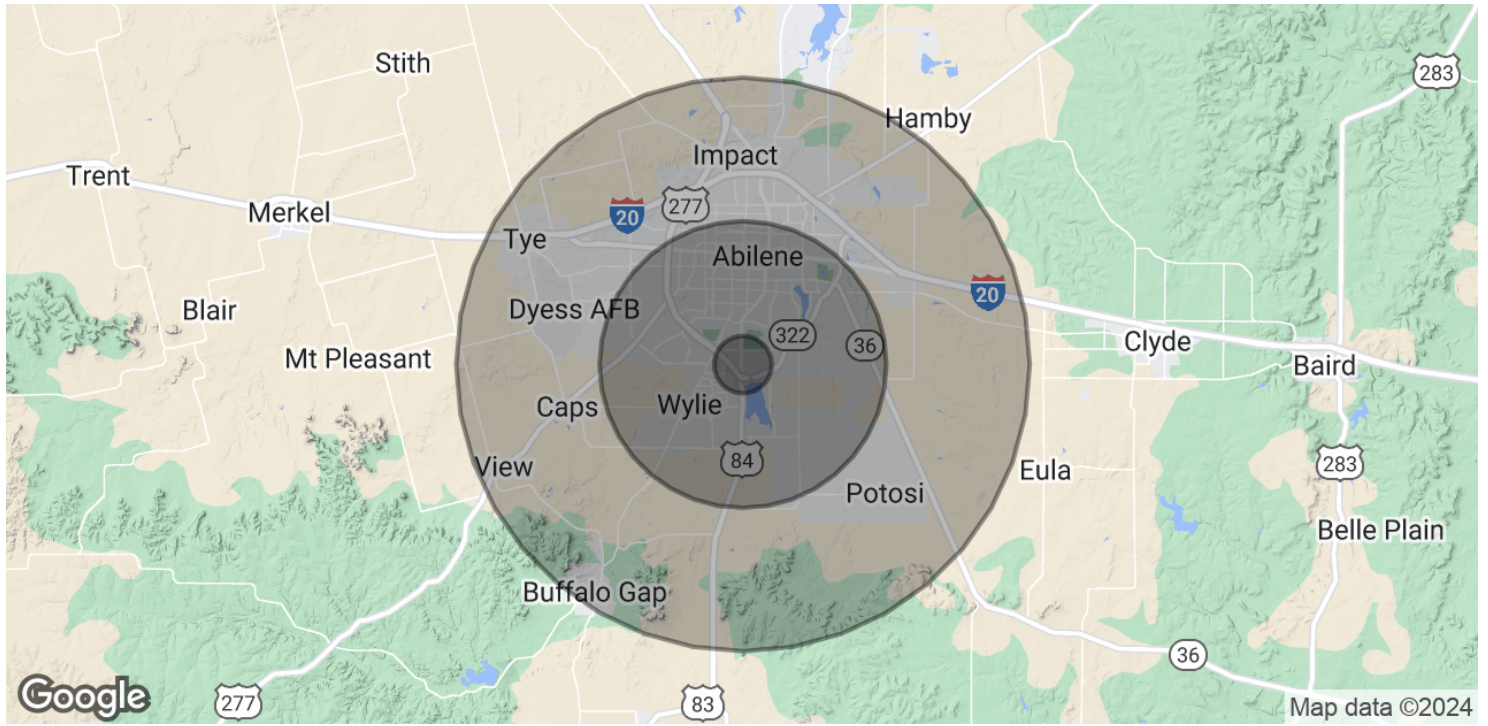 Stith
283
Hamby
Impact
Trent
277
Merkel
20
Tye
Abilene
20
Dyess AFB
Blair
322
36
Clyde
Mt Pleasant
Baird
Caps
Wylie
84
283
View
Eula
Potosi
Belle Plain
Buffalo Gap
36
Google
277
83
Map data ©2024